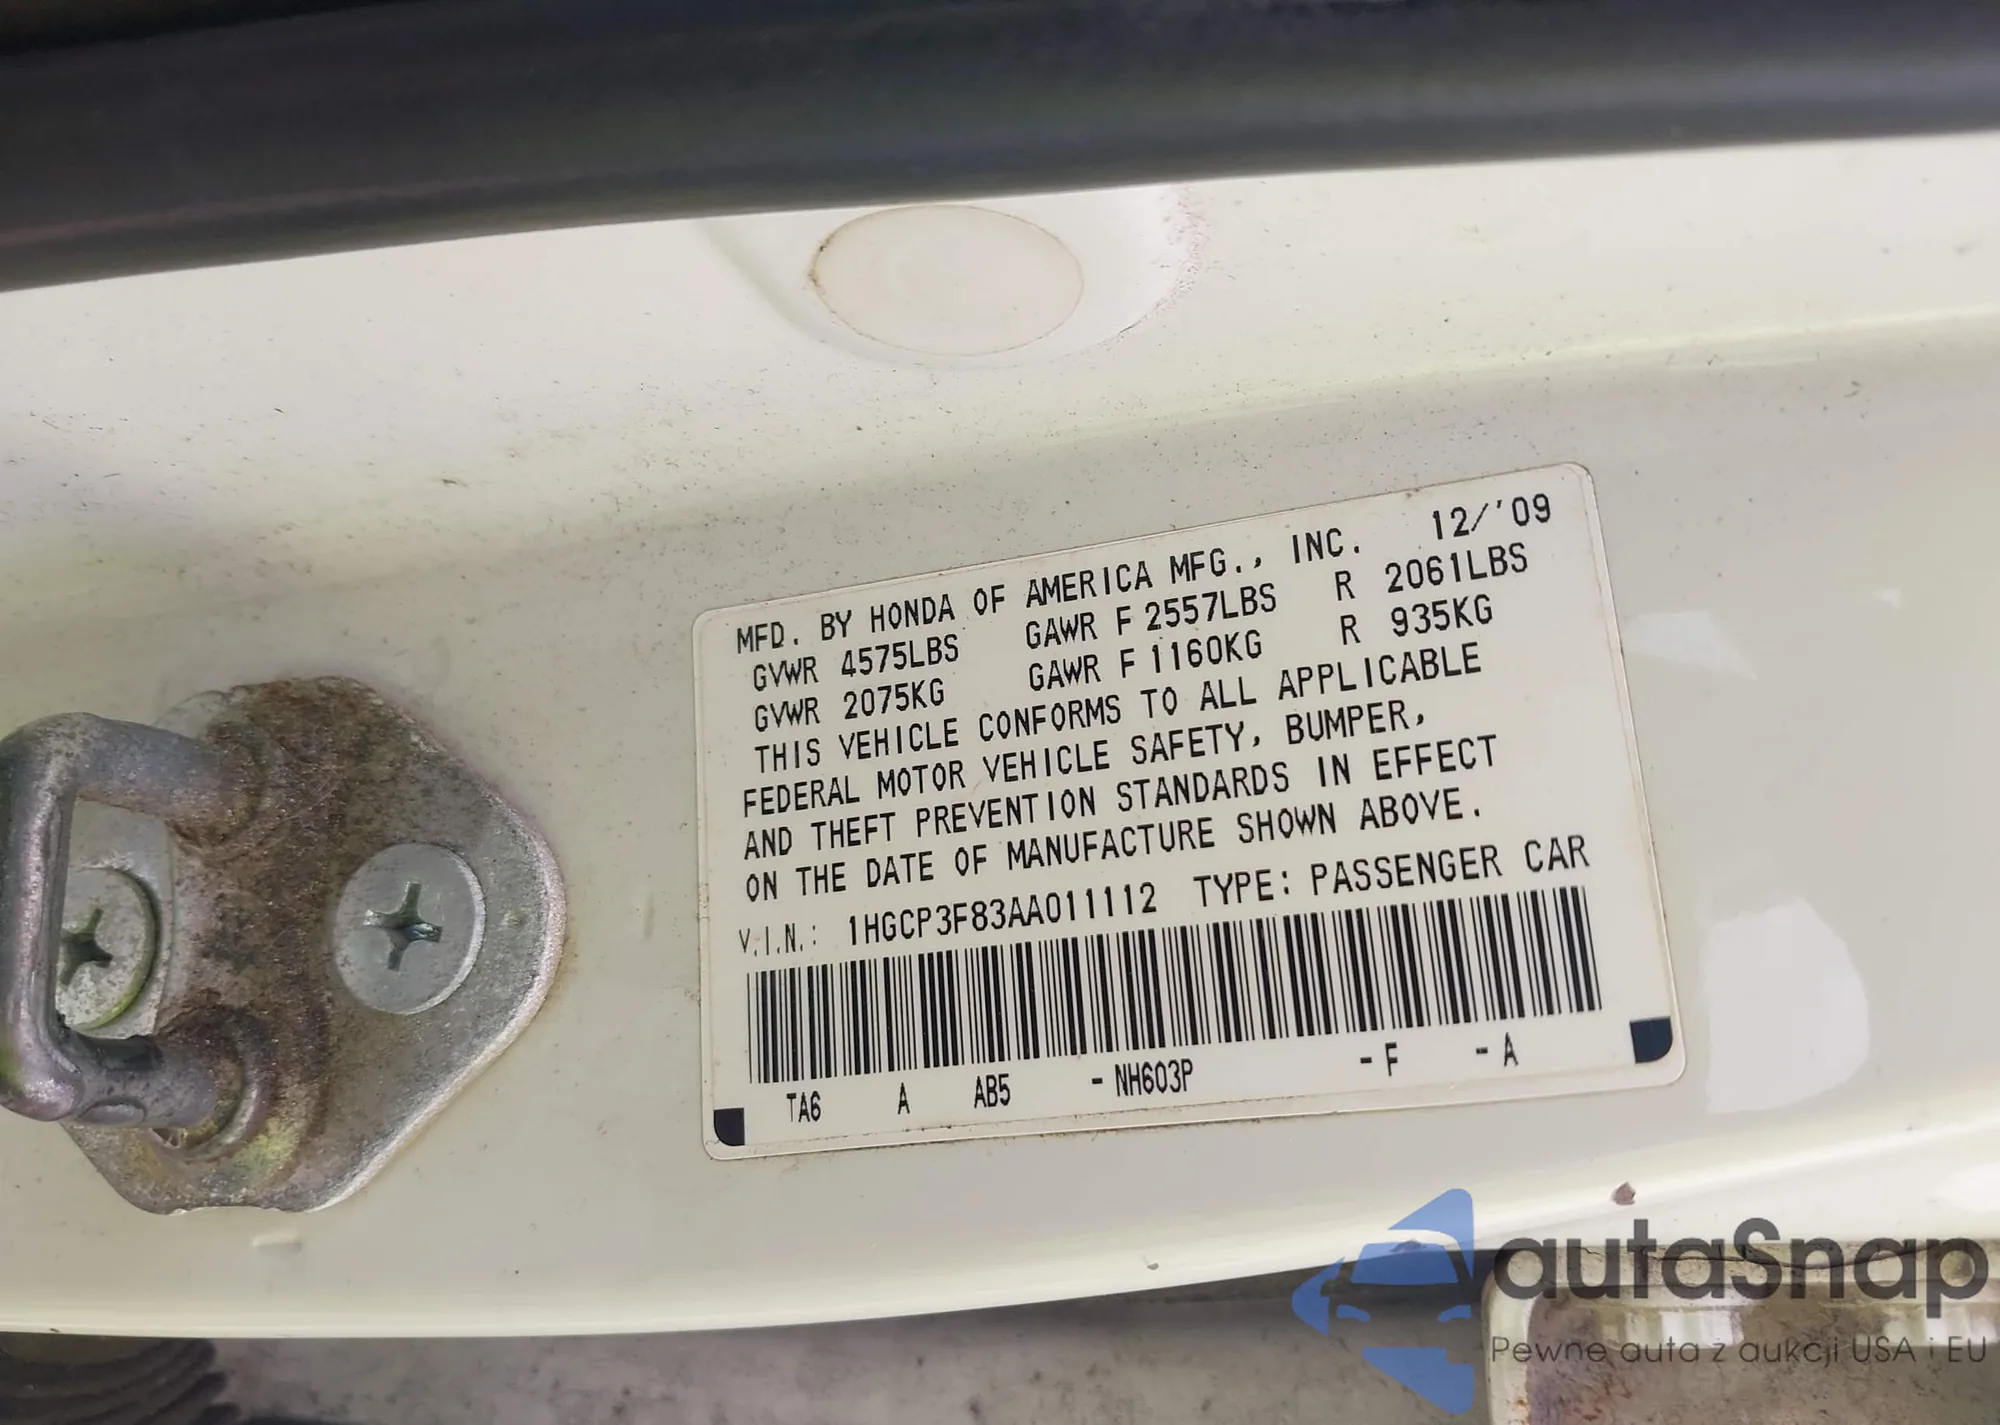 MFD. BY HONDA OF AMERICA MFG., INC. 12/'09
GVWR 4575LBS GAWR F 2557LBS R 2061LBS
GVWR 2075KG GAWR F 1160KG R 935KG
THIS VEHICLE CONFORMS TO ALL APPLICABLE
FEDERAL MOTOR VEHICLE SAFETY, BUMPER,
AND THEFT PREVENTION STANDARDS IN EFFECT
ON THE DATE OF MANUFACTURE SHOWN ABOVE.
V.I.N.: 1HGCP3F83AA011112 TYPE: PASSENGER CAR
TA6 A AB5 -NH603P -F -A
autaSnap
Pewne auta z aukcji USA i EU